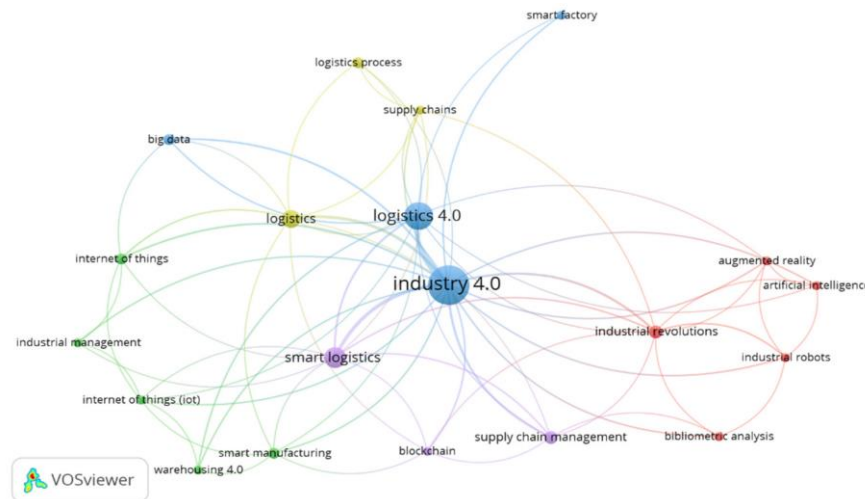 smart factory
logistics process
supply chains
big data
logistics
logistics 4.0
internet of things
augmented reality
industry 4.0
artificial intelligence
industrial management
industrial revolutions
smart logistics
industrial robots
internet of things (iot)
supply chain management
bibliometric analysis
blockchain
smart manufacturing
warehousing 4.0
VOSviewer